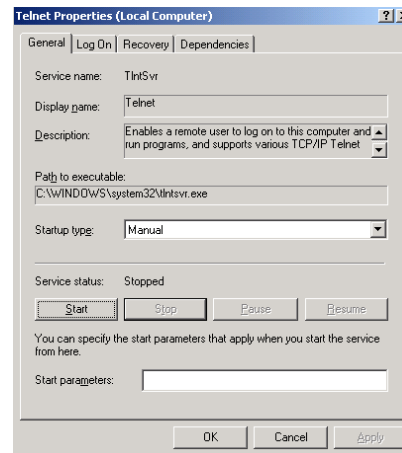 Telnet Properties (Local Computer)
General Log On Recovery Dependencies
Service name: TlntSvr
Display name: Telnet
Description: Enables a remote user to log on to this computer and
run programs, and supports various TCP/IP Telnet
Path to executable:
C:\WINDOWS\system32\tlntsvr.exe
Startup type: Manual
Service status: Stopped
Start Stop Pause Resume
You can specify the start parameters that apply when you start the service
from here.
Start parameters:
OK Cancel Apply